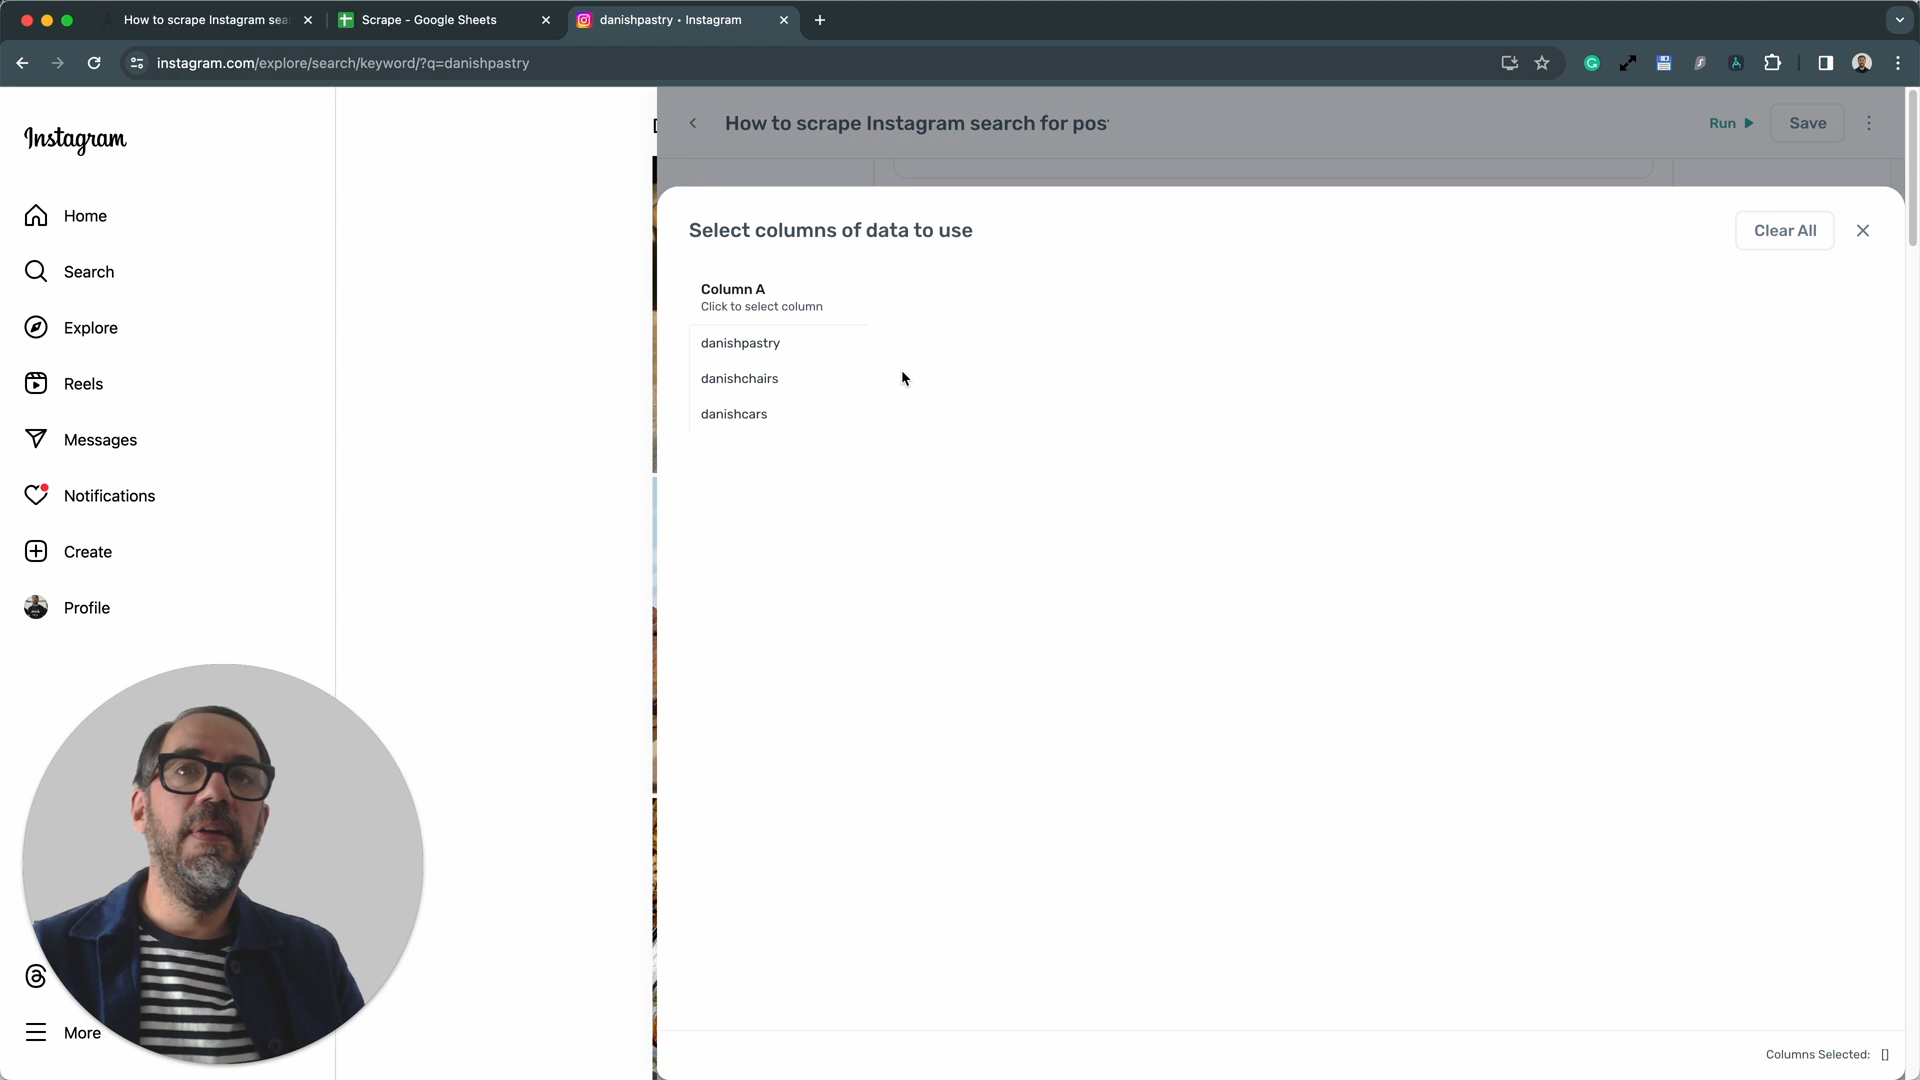 How to scrape Instagram sea
Scrape - Google Sheets
danishpastry • Instagram
instagram.com/explore/search/keyword/?q=danishpastry
Instagram
Home
Search
Explore
Reels
Messages
Notifications
Create
Profile
More
How to scrape Instagram search for pos
Run
Save
Select columns of data to use
Clear All
Column A
Click to select column
danishpastry
danishchairs
danishcars
Columns Selected: []